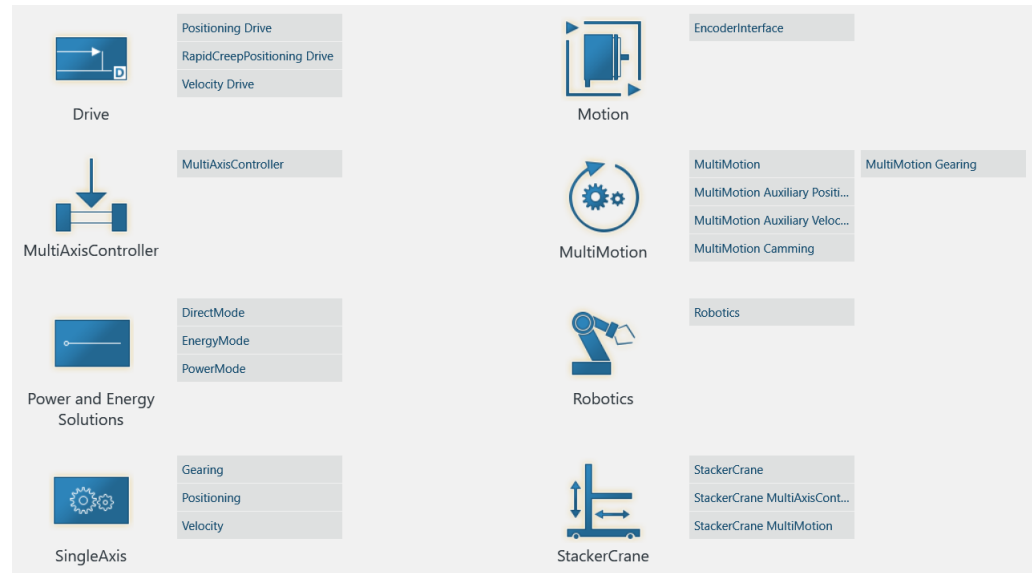 Positioning Drive
RapidCreepPositioning Drive
Velocity Drive
D
Drive
EncoderInterface
Motion
MultiAxisController
MultiAxisController
MultiMotion
MultiMotion Gearing
MultiMotion Auxiliary Positi...
MultiMotion Auxiliary Veloc...
MultiMotion Camming
MultiMotion
DirectMode
EnergyMode
PowerMode
Power and Energy
Solutions
Robotics
Robotics
Gearing
Positioning
Velocity
SingleAxis
StackerCrane
StackerCrane MultiAxisCont...
StackerCrane MultiMotion
StackerCrane